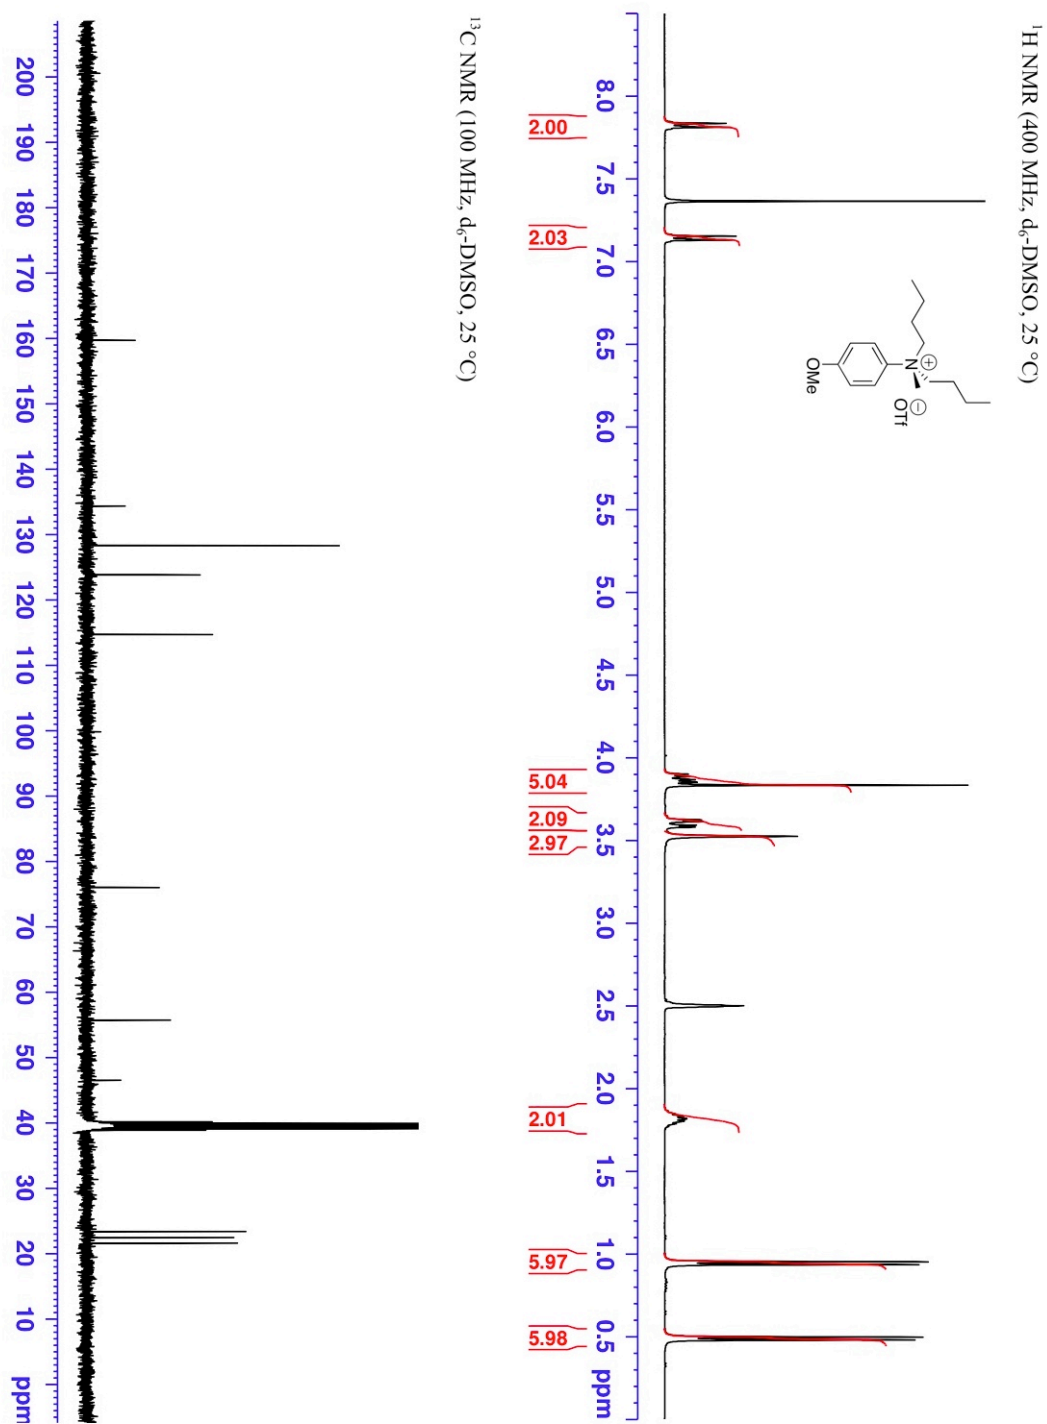 ¹H NMR (400 MHz, d₆-DMSO, 25 °C)
N
⊕
⊖
OTf
OMe
8.0 7.5 7.0 6.5 6.0 5.5 5.0 4.5 4.0 3.5 3.0 2.5 2.0 1.5 1.0 0.5 ppm
2.00 2.03 5.04 2.09 2.97 2.01 5.97 5.98
¹³C NMR (100 MHz, d₆-DMSO, 25 °C)
200 190 180 170 160 150 140 130 120 110 100 90 80 70 60 50 40 30 20 10 ppm